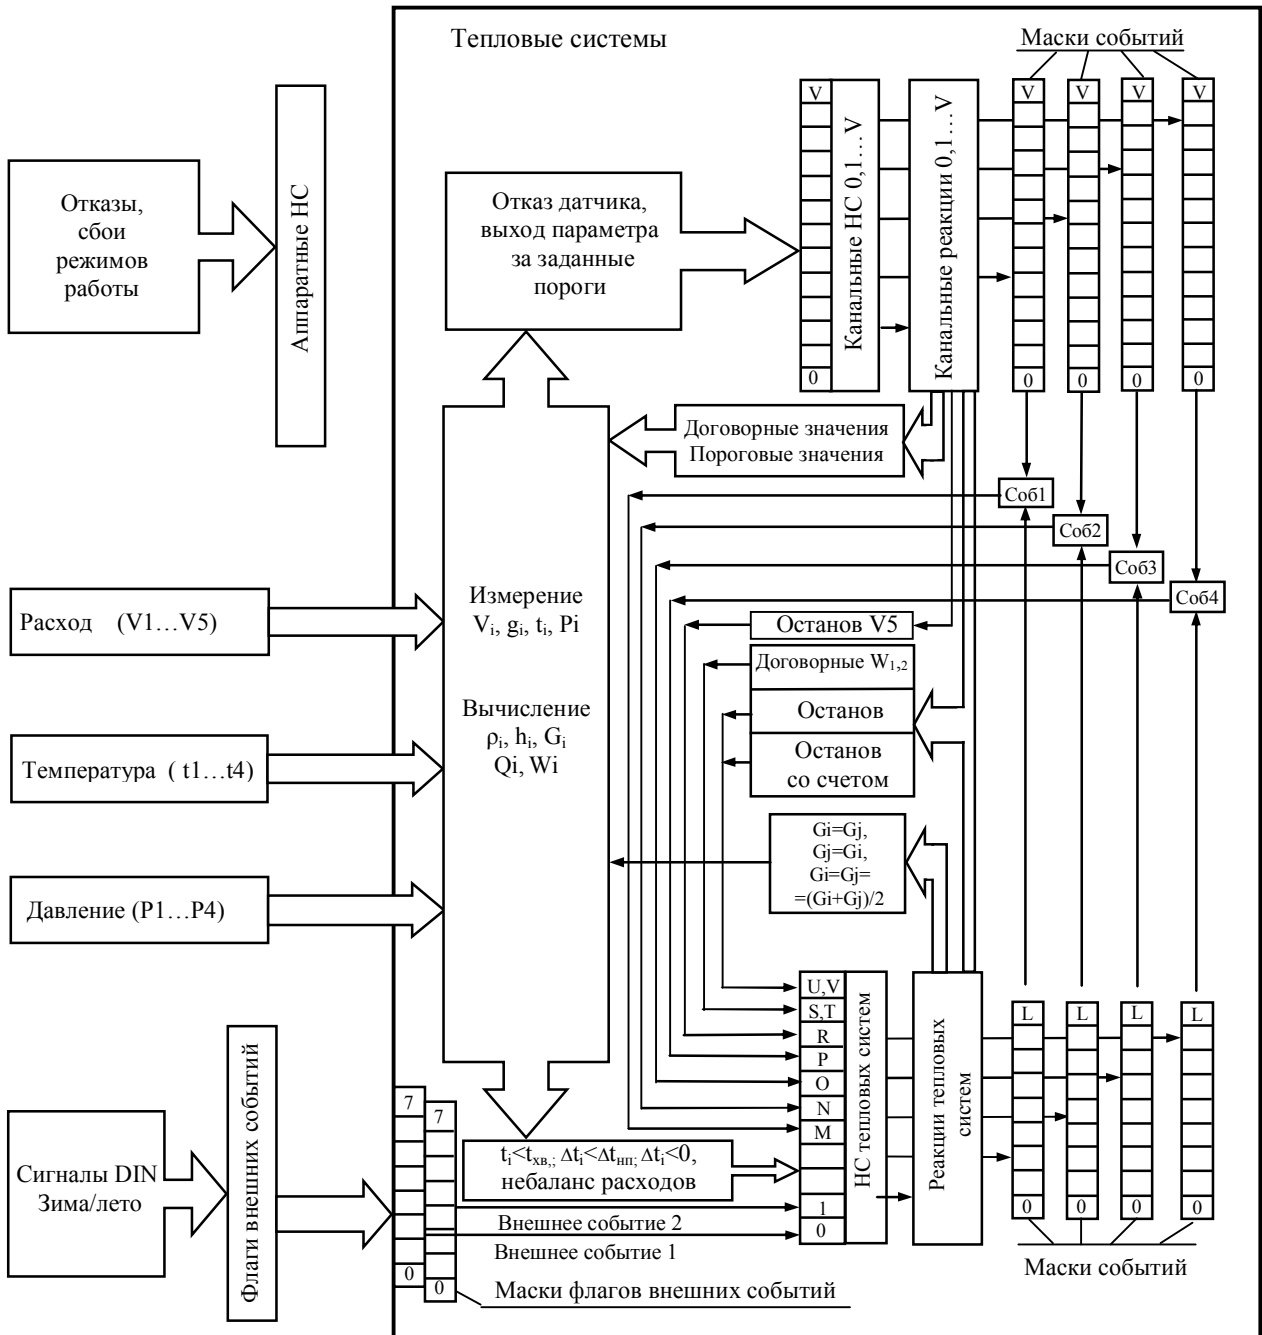 Тепловые системы
Маски событий
Отказы,
сбои
режимов
работы
Аппаратные НС
Отказ датчика,
выход параметра
за заданные
пороги
V
0
Канальные НС 0,1…V
Канальные реакции 0,1…V
V
V
V
V
0
0
0
0
Договорные значения
Пороговые значения
Соб1
Соб2
Соб3
Соб4
Расход (V1…V5)
Измерение
Vi, gi, ti, Pi
Вычисление
ρi, hi, Gi
Qi, Wi
Останов V5
Договорные W1,2
Останов
Останов
со счетом
Температура ( t1…t4)
Gi=Gj,
Gj=Gi,
Gi=Gj=
=(Gi+Gj)/2
Давление (P1…P4)
U,V
S,T
R
P
O
N
M
1
0
НС тепловых систем
Реакции тепловых
систем
L
L
L
L
0
0
0
0
Маски событий
Сигналы DIN
Зима/лето
Флаги внешних событий
7
7
0
0
ti<tхв,; Δti<Δtнп; Δti<0,
небаланс расходов
Внешнее событие 2
Внешнее событие 1
Маски флагов внешних событий